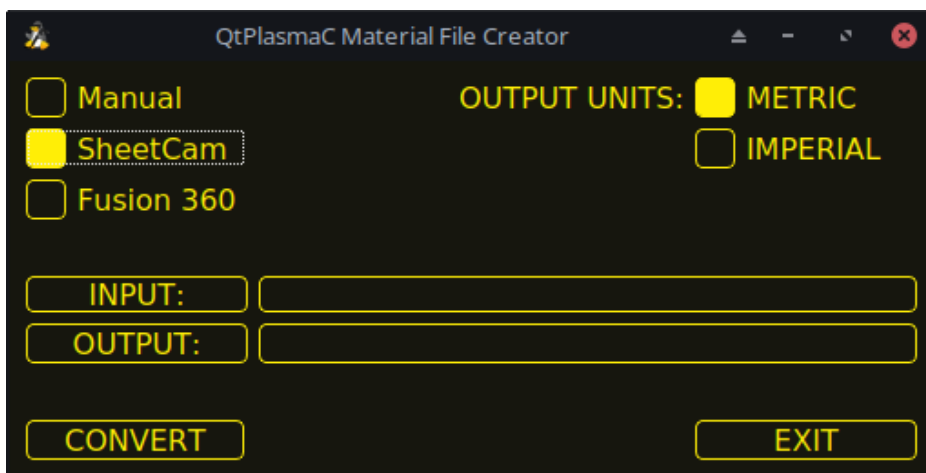 QtPlasmaC Material File Creator
Manual OUTPUT UNITS: METRIC
SheetCam IMPERIAL
Fusion 360
INPUT:
OUTPUT:
CONVERT EXIT